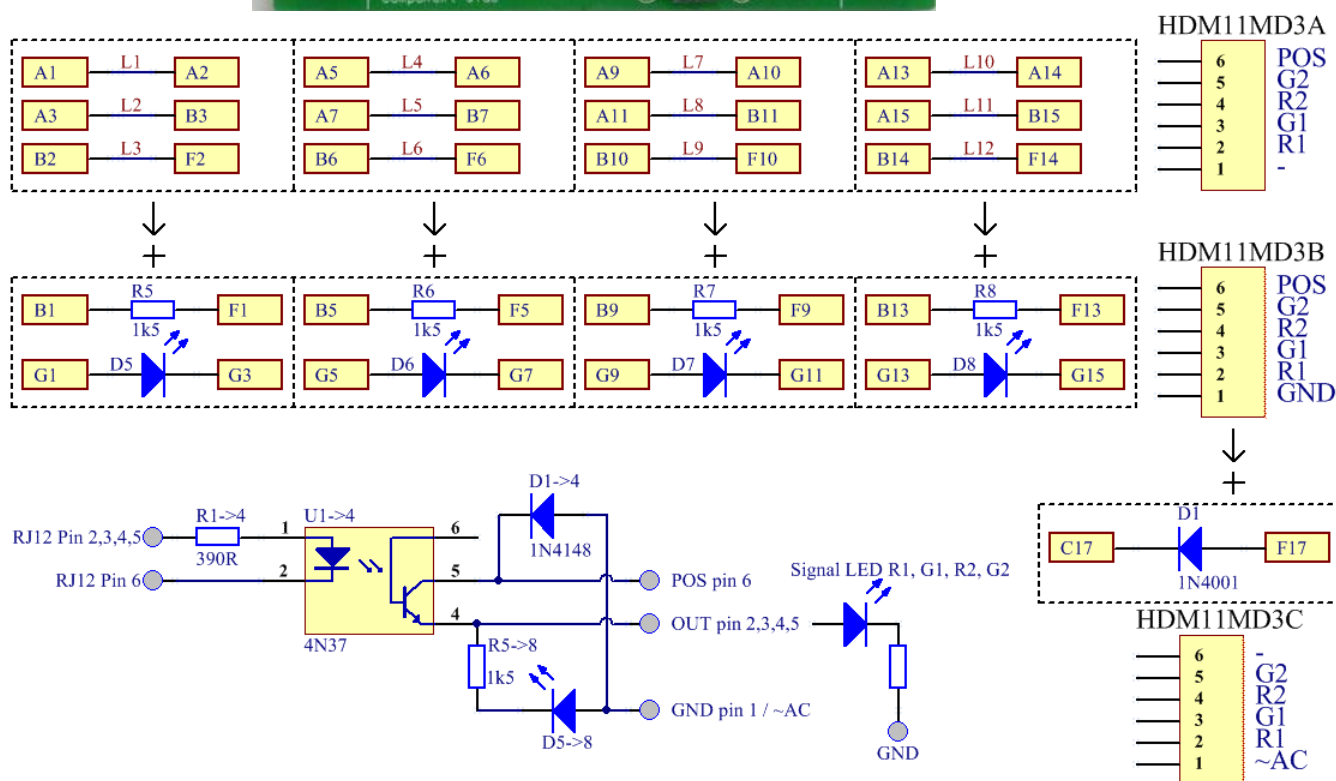 HDM11MD3A
A1 L1 A2 A5 L4 A6 A9 L7 A10 A13 L10 A14
A3 L2 B3 A7 L5 B7 A11 L8 B11 A15 L11 B15
B2 L3 F2 B6 L6 F6 B10 L9 F10 B14 L12 F14
6 POS
5 G2
4 R2
3 G1
2 R1
1 -
+ + + +
HDM11MD3B
R5 R6 R7 R8
B1 F1 B5 F5 B9 F9 B13 F13
1k5 1k5 1k5 1k5
G1 D5 G3 G5 D6 G7 G9 D7 G11 G13 D8 G15
6 POS
5 G2
4 R2
3 G1
2 R1
1 GND
+
D1
C17 F17
1N4001
HDM11MD3C
6 -
5 G2
4 R2
3 G1
2 R1
1 ~AC
D1->4
1N4148
R1->4
U1->4
RJ12 Pin 2,3,4,5
390R
1
6
RJ12 Pin 6
2
5
POS pin 6
4
OUT pin 2,3,4,5
4N37
R5->8
1k5
D5->8
GND pin 1 / ~AC
Signal LED R1, G1, R2, G2
GND